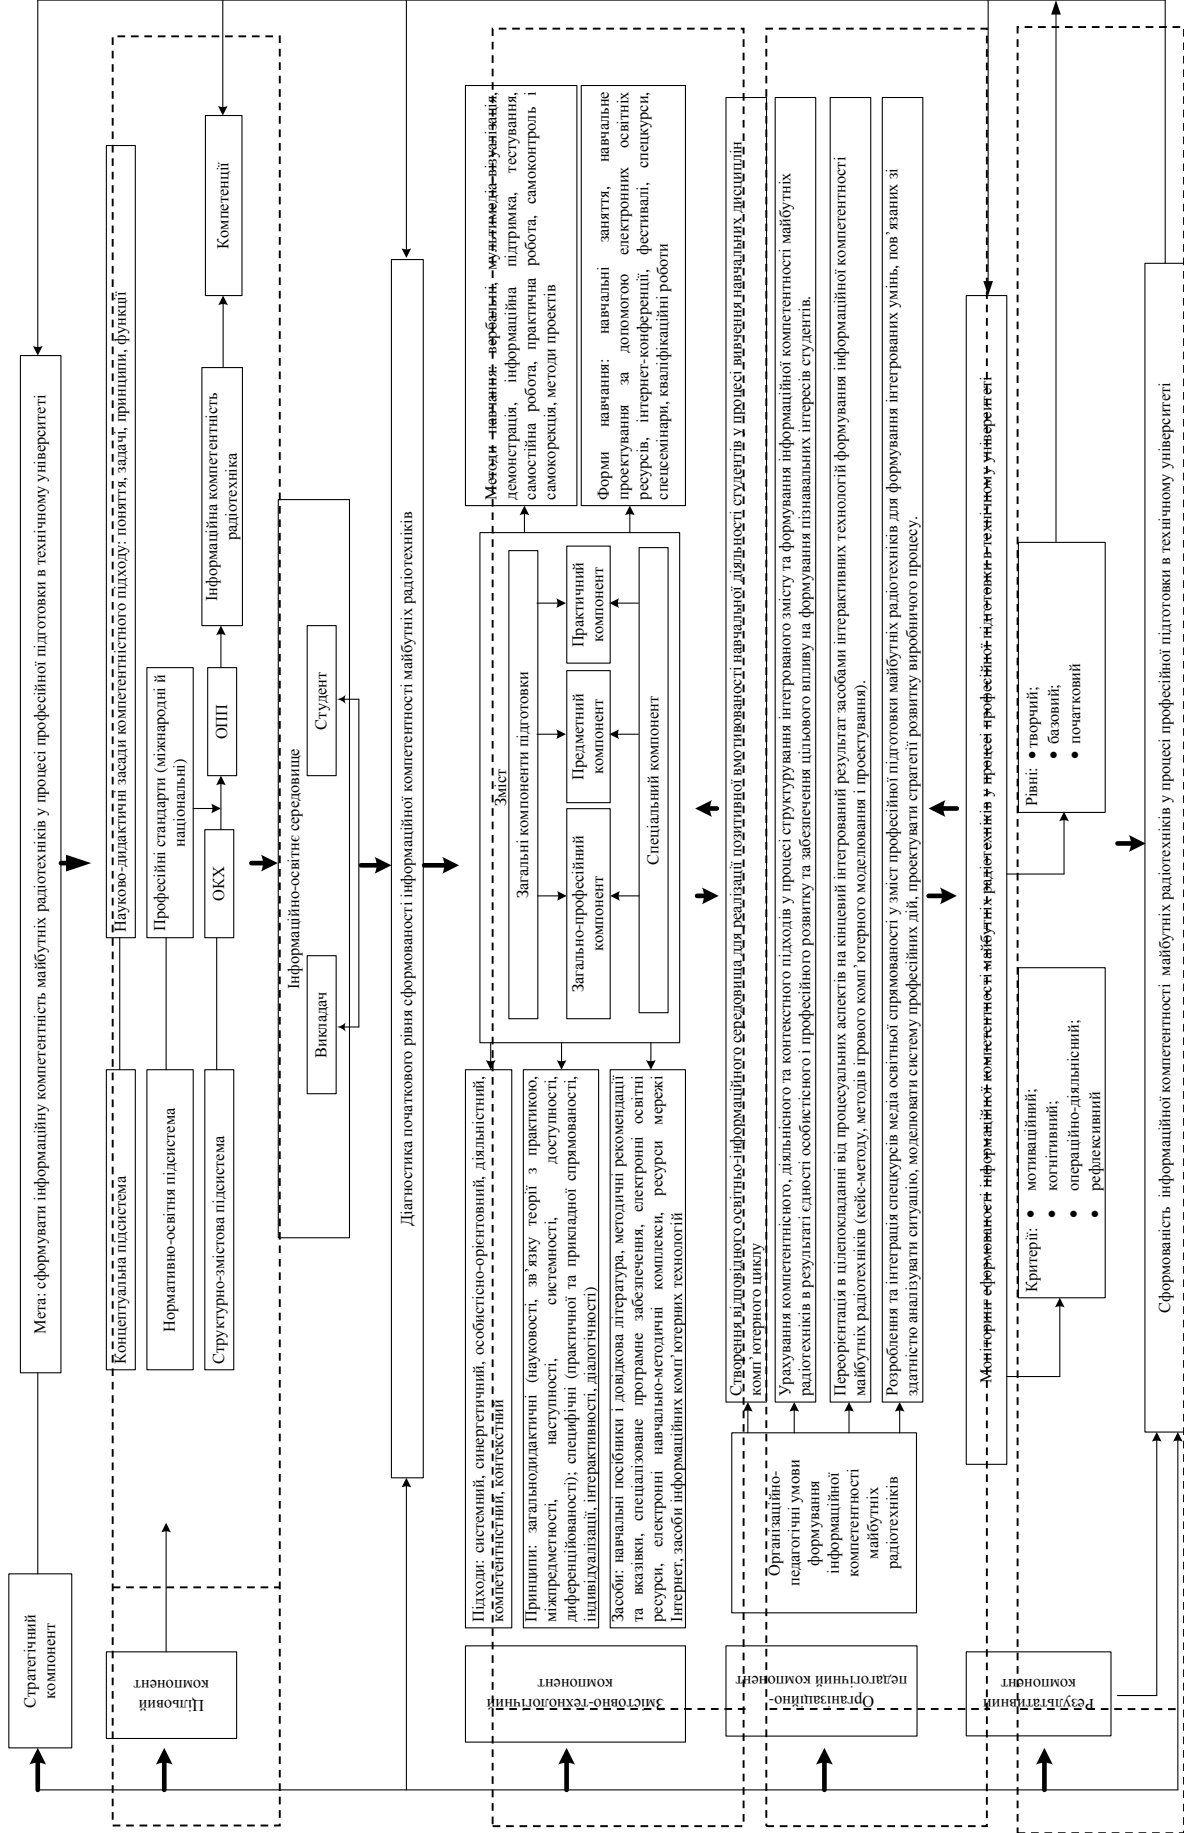 Стратегічний
компонент
Мета: сформувати інформаційну компетентність майбутніх радіотехніків у процесі професійної підготовки в технічному університеті
Цільовий
компонент
Концептуальна підсистема
Науково-дидактичні засади компетентністного підходу: поняття, задачі, принципи, функції
Нормативно-освітня підсистема
Професійні стандарти (міжнародні й
національні)
Структурно-змістова підсистема
ОКХ
ОПП
Інформаційна компетентність
радіотехніка
Компетенції
Інформаційно-освітнє середовище
Викладач
Студент
Діагностика початкового рівня сформованості інформаційної компетентності майбутніх радіотехніків
Змістовно-технологічний
компонент
Підходи: системний, синергетичний, особистісно-орієнтовний, діяльністний,
компетентністний, контекстний
Принципи: загальнодидактичні (науковості, зв’язку теорії з практикою,
міжпредметності, наступності, системності, доступності,
диференційованості); специфічні (практичної та прикладної спрямованості,
індивідуалізації, інтерактивності, діалогічності)
Засоби: навчальні посібники і довідкова література, методичні рекомендації
та вказівки, спеціалізоване програмне забезпечення, електронні освітні
ресурси, електронні навчально-методичні комплекси, ресурси мережі
Інтернет, засоби інформаційних комп’ютерних технологій
Зміст
Загальні компоненти підготовки
Загально-професійний
компонент
Предметний
компонент
Практичний
компонент
Спеціальний компонент
Методи навчання: вербальні, мультимедіа-візуалізація,
демонстрація, інформаційна підтримка, тестування,
самостійна робота, практична робота, самоконтроль і
самокорекція, методи проектів
Форми навчання: навчальні заняття, навчальне
проектування за допомогою електронних освітніх
ресурсів, інтернет-конференції, фестивалі, спецкурси,
спецсемінари, кваліфікаційні роботи
Організаційно-
педагогічний компонент
Організаційно-
педагогічні умови
формування
інформаційної
компетентності
майбутніх
радіотехніків
Створення відповідного освітньо-інформаційного середовища для реалізації позитивної вмотивованості навчальної діяльності студентів у процесі вивчення навчальних дисциплін
комп’ютерного циклу
Урахування компетентнісного, діяльнісного та контекстного підходів у процесі структурування інтегрованого змісту та формування інформаційної компетентності майбутніх
радіотехніків в результаті єдності особистісного і професійного розвитку та забезпечення цільового впливу на формування пізнавальних інтересів студентів.
Переорієнтація в цілепокладанні від процесуальних аспектів на кінцевий інтегрований результат засобами інтерактивних технологій формування інформаційної компетентності
майбутніх радіотехніків (кейс-методу, методів ігрового комп’ютерного моделювання і проектування).
Розроблення та інтеграція спецкурсів медіа освітньої спрямованості у зміст професійної підготовки майбутніх радіотехніків для формування інтегрованих умінь, пов’язаних зі
здатністю аналізувати ситуацію, моделювати систему професійних дій, проектувати стратегії розвитку виробничого процесу.
Результативний
компонент
Моніторинг сформованості інформаційної компетентності майбутніх радіотехніків у процесі професійної підготовки в технічному університеті
Критерії: • мотиваційний;
• когнітивний;
• операційно-діяльнісний;
• рефлексивний
Рівні: • творчий;
• базовий;
• початковий
Сформованість інформаційної компетентності майбутніх радіотехніків у процесі професійної підготовки в технічному університеті